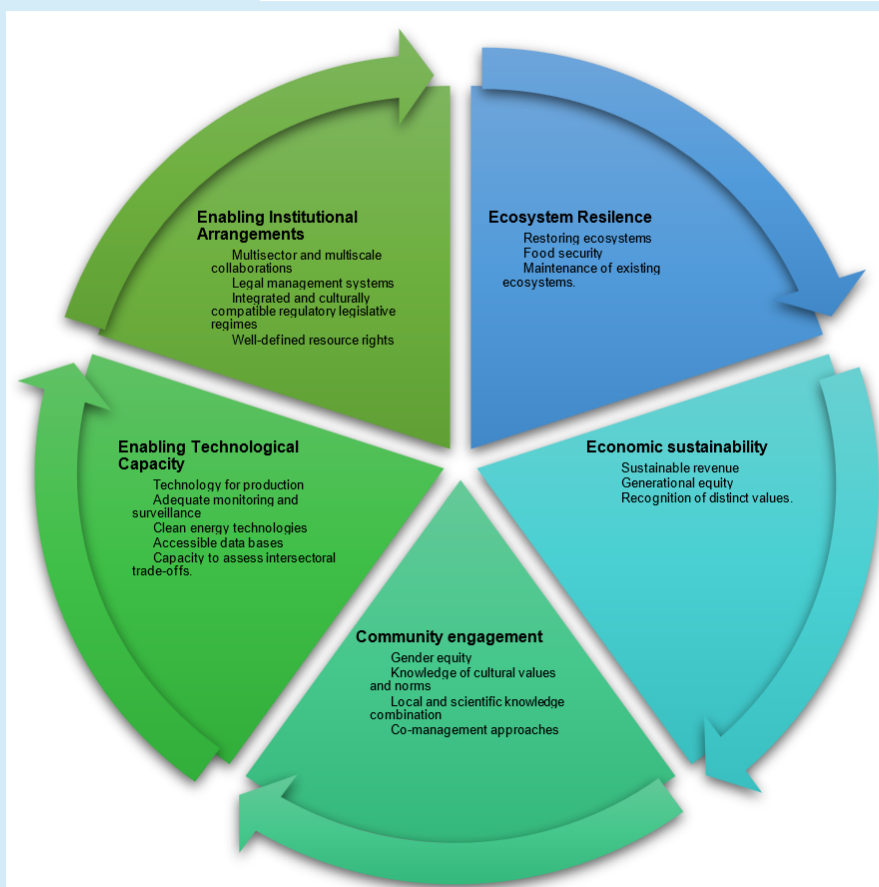 Enabling Institutional
Arrangements
Multisector and multiscale
collaborations
Legal management systems
Integrated and culturally
compatible regulatory legislative
regimes
Well-defined resource rights
Ecosystem Resilence
Restoring ecosystems
Food security
Maintenance of existing
ecosystems.
Economic sustainability
Sustainable revenue
Generational equity
Recognition of distinct values.
Community engagement
Gender equity
Knowledge of cultural values
and norms
Local and scientific knowledge
combination
Co-management approaches
Enabling Technological
Capacity
Technology for production
Adequate monitoring and
surveillance
Clean energy technologies
Accessible data bases
Capacity to assess intersectoral
trade-offs.